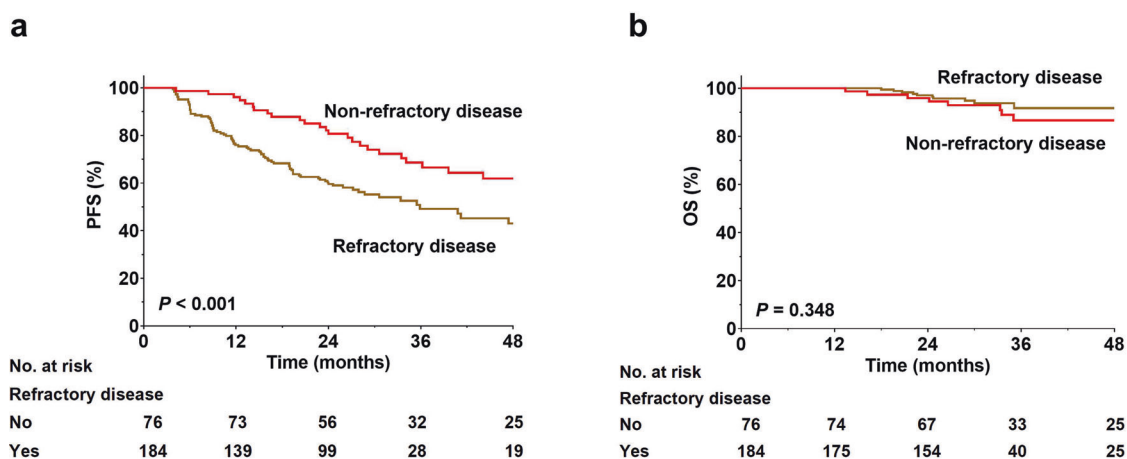 a
100
80
60
40
20
0
PFS (%)
Non-refractory disease
Refractory disease
P < 0.001
0 12 24 36 48
Time (months)
No. at risk
Refractory disease
No 76 73 56 32 25
Yes 184 139 99 28 19
b
100
80
60
40
20
0
OS (%)
Refractory disease
Non-refractory disease
P = 0.348
0 12 24 36 48
Time (months)
No. at risk
Refractory disease
No 76 74 67 33 25
Yes 184 175 154 40 25